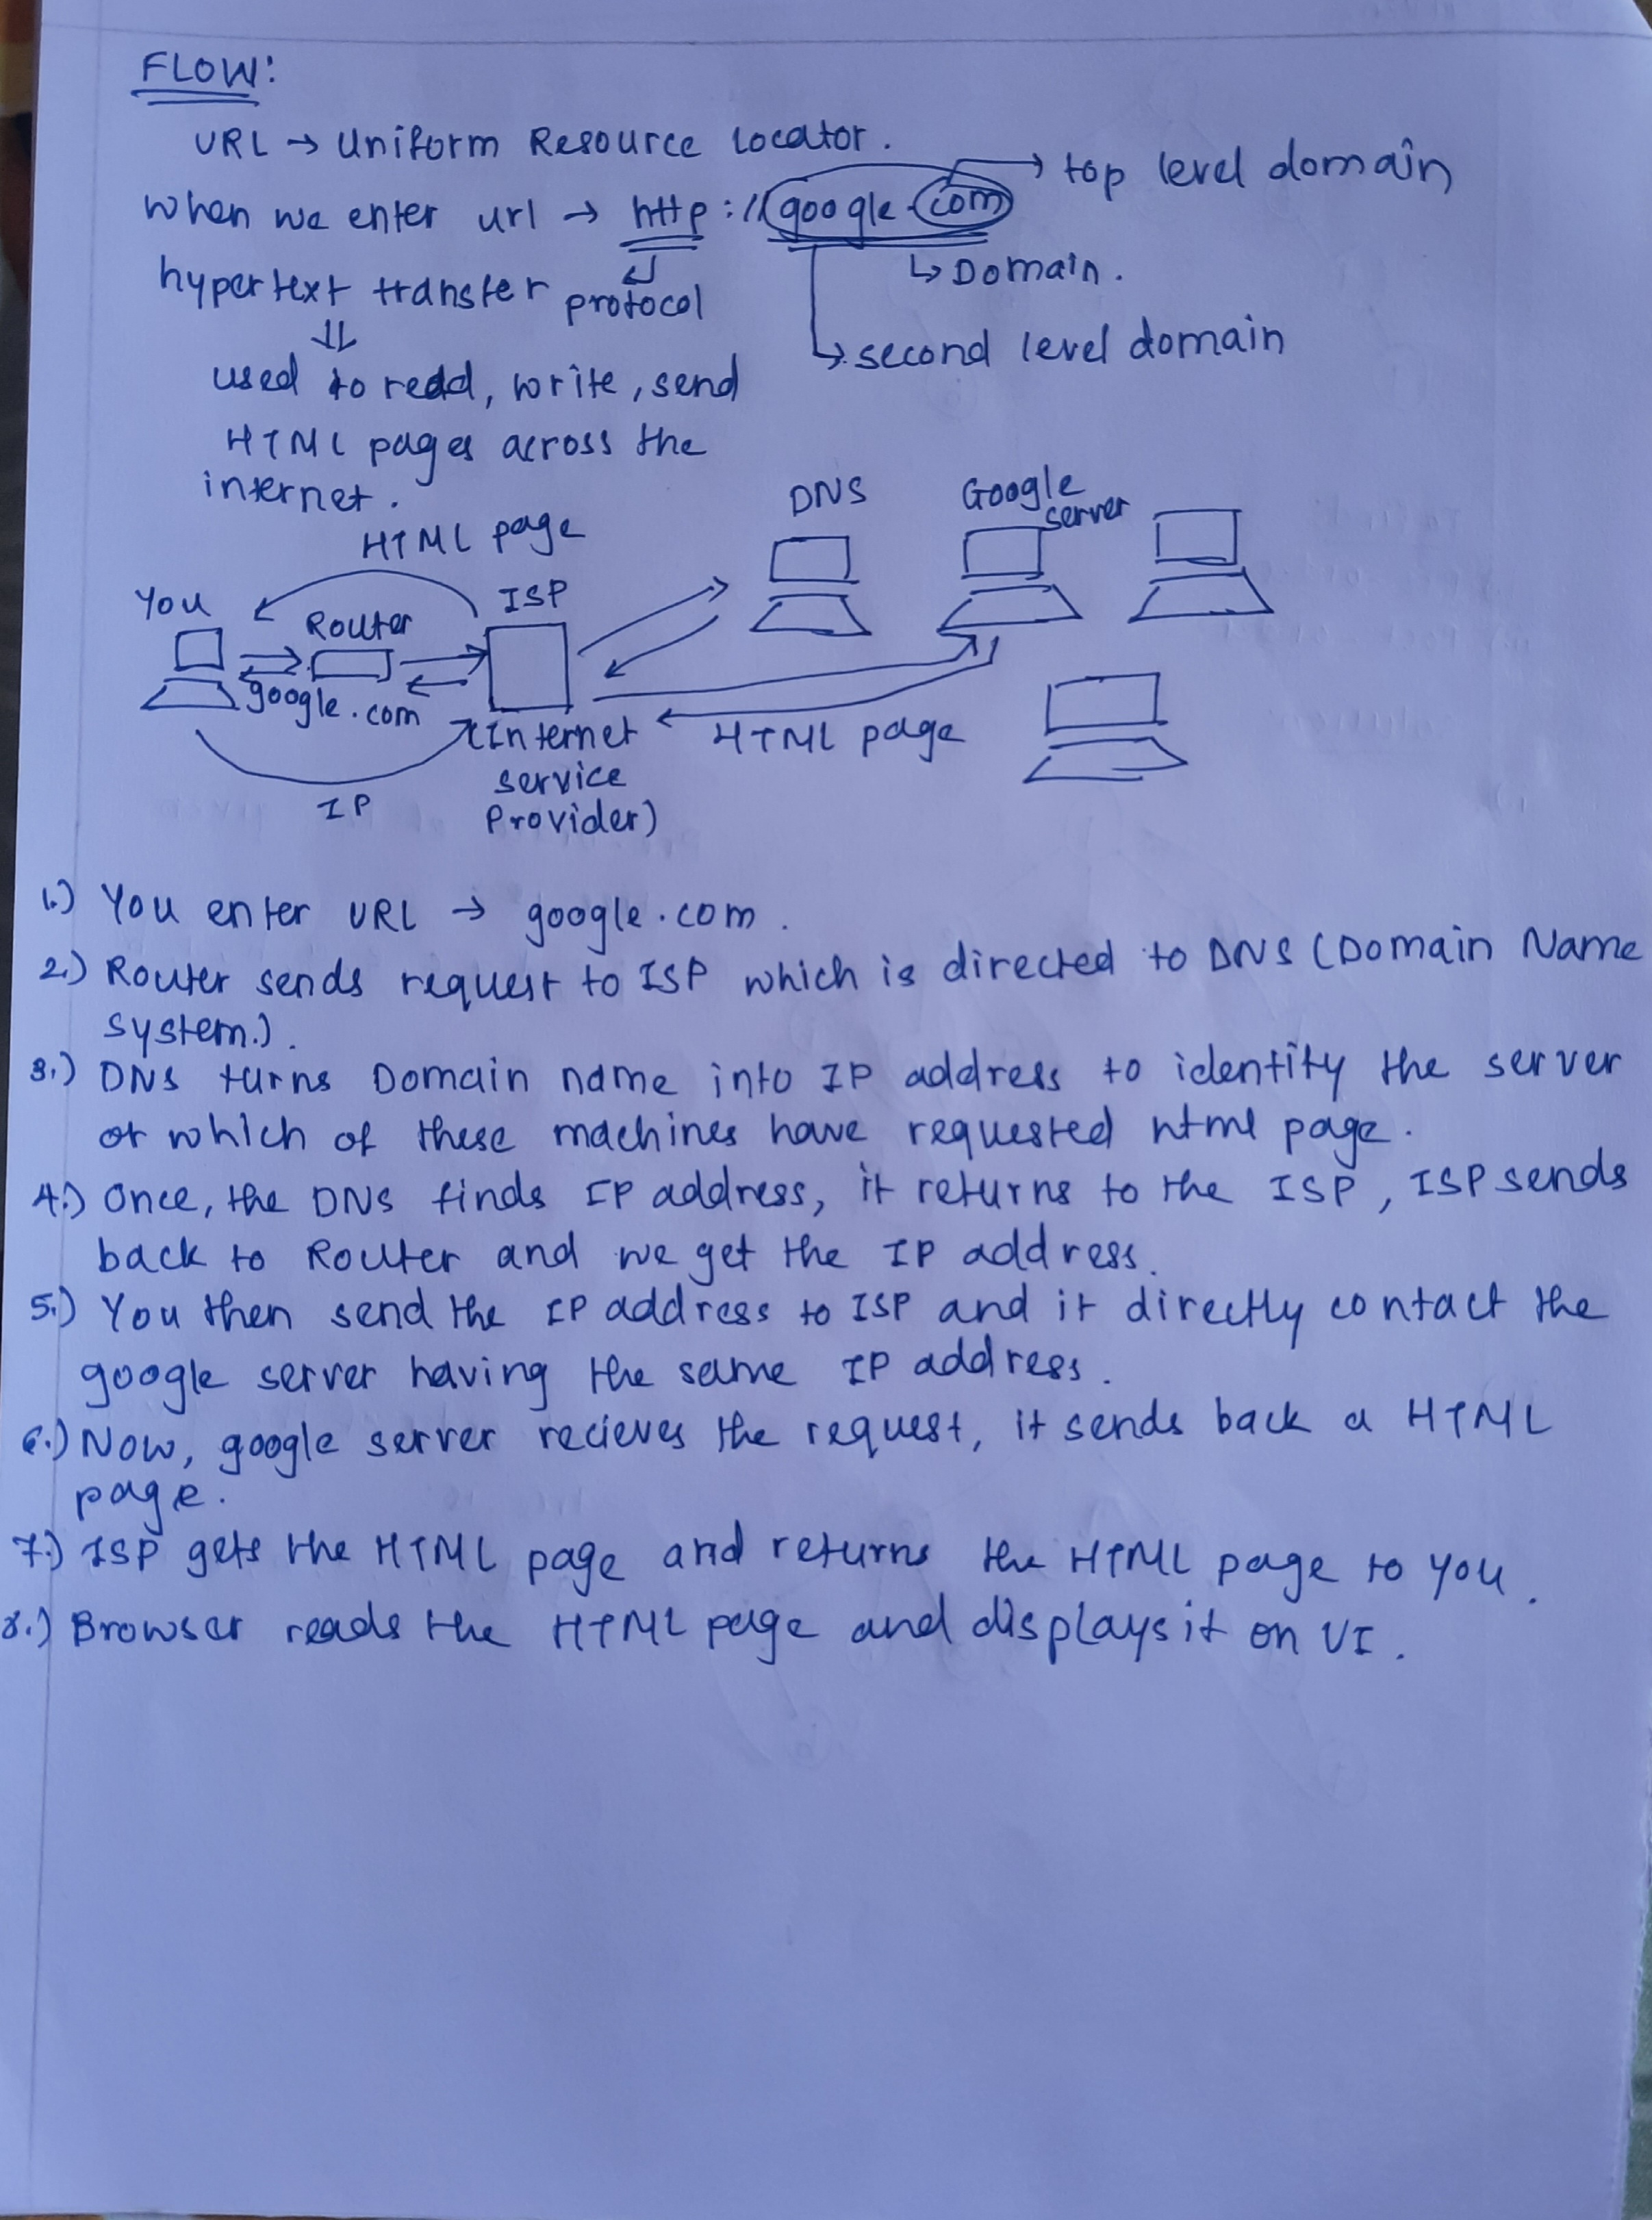 FLOW:
URL → Uniform Resource Locator.
when we enter url → http://google.com → top level domain
hypertext transfer protocol
↳ Domain.
↳ second level domain
used to read, write, send
HTML pages across the
internet.
HTML page
DNS
Google
server
You
Router
ISP
google.com
(Internet
service
Provider)
HTML page
IP
1.) You enter URL → google.com.
2.) Router sends request to ISP which is directed to DNS (Domain Name
system.).
3.) DNS turns Domain name into IP address to identify the server
or which of these machines have requested html page.
4.) Once, the DNS finds IP address, it returns to the ISP, ISP sends
back to Router and we get the IP address.
5.) You then send the IP address to ISP and it directly contact the
google server having the same IP address.
6.) Now, google server recieves the request, it sends back a HTML
page.
7.) ISP gets the HTML page and returns the HTML page to you.
8.) Browser reads the HTML page and displays it on UI.